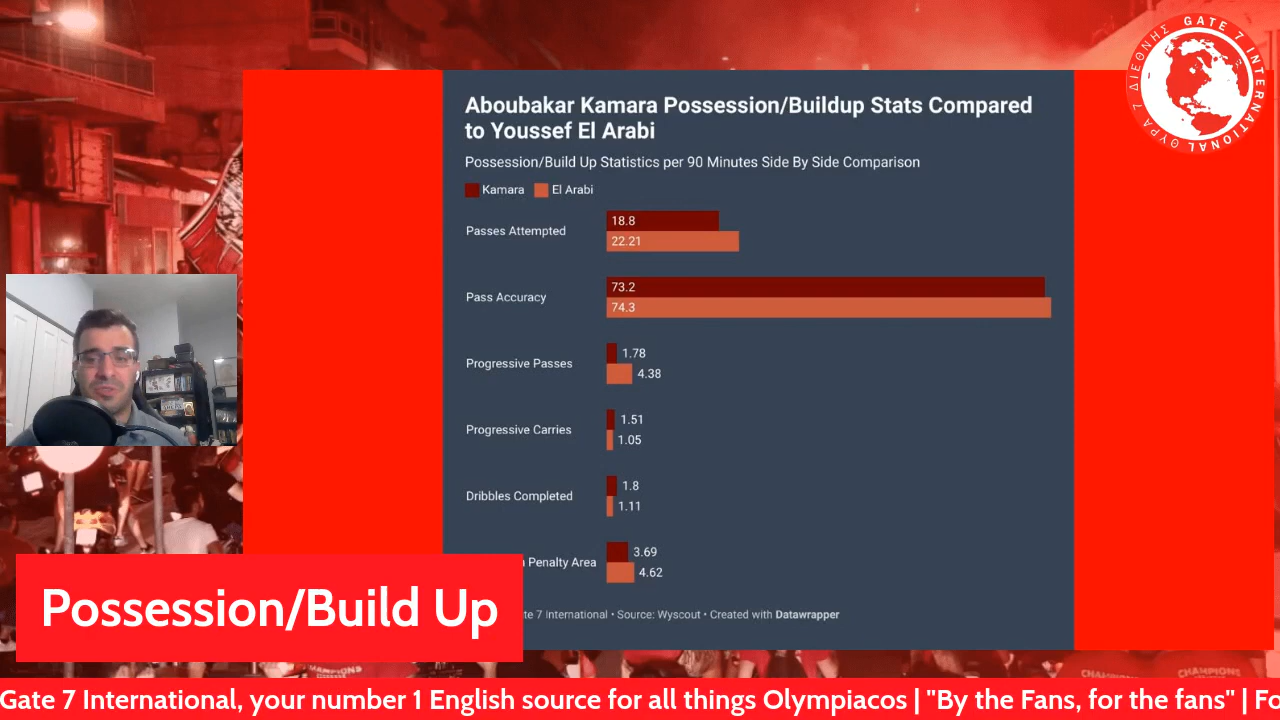 ΘΥΡΑ 7 ΔΙΕΘΝΗΣ GATE 7 INTERNATIONAL
Aboubakar Kamara Possession/Buildup Stats Compared
to Youssef El Arabi
Possession/Build Up Statistics per 90 Minutes Side By Side Comparison
Kamara El Arabi
Passes Attempted 18.8
22.21
Pass Accuracy 73.2
74.3
Progressive Passes 1.78
4.38
Progressive Carries 1.51
1.05
Dribbles Completed 1.8
1.11
Penalty Area 3.69
4.62
7 International • Source: Wyscout • Created with Datawrapper
Possession/Build Up
CHAMPIONS CHAMPIONS
Gate 7 International, your number 1 English source for all things Olympiacos | "By the Fans, for the fans" | Fo